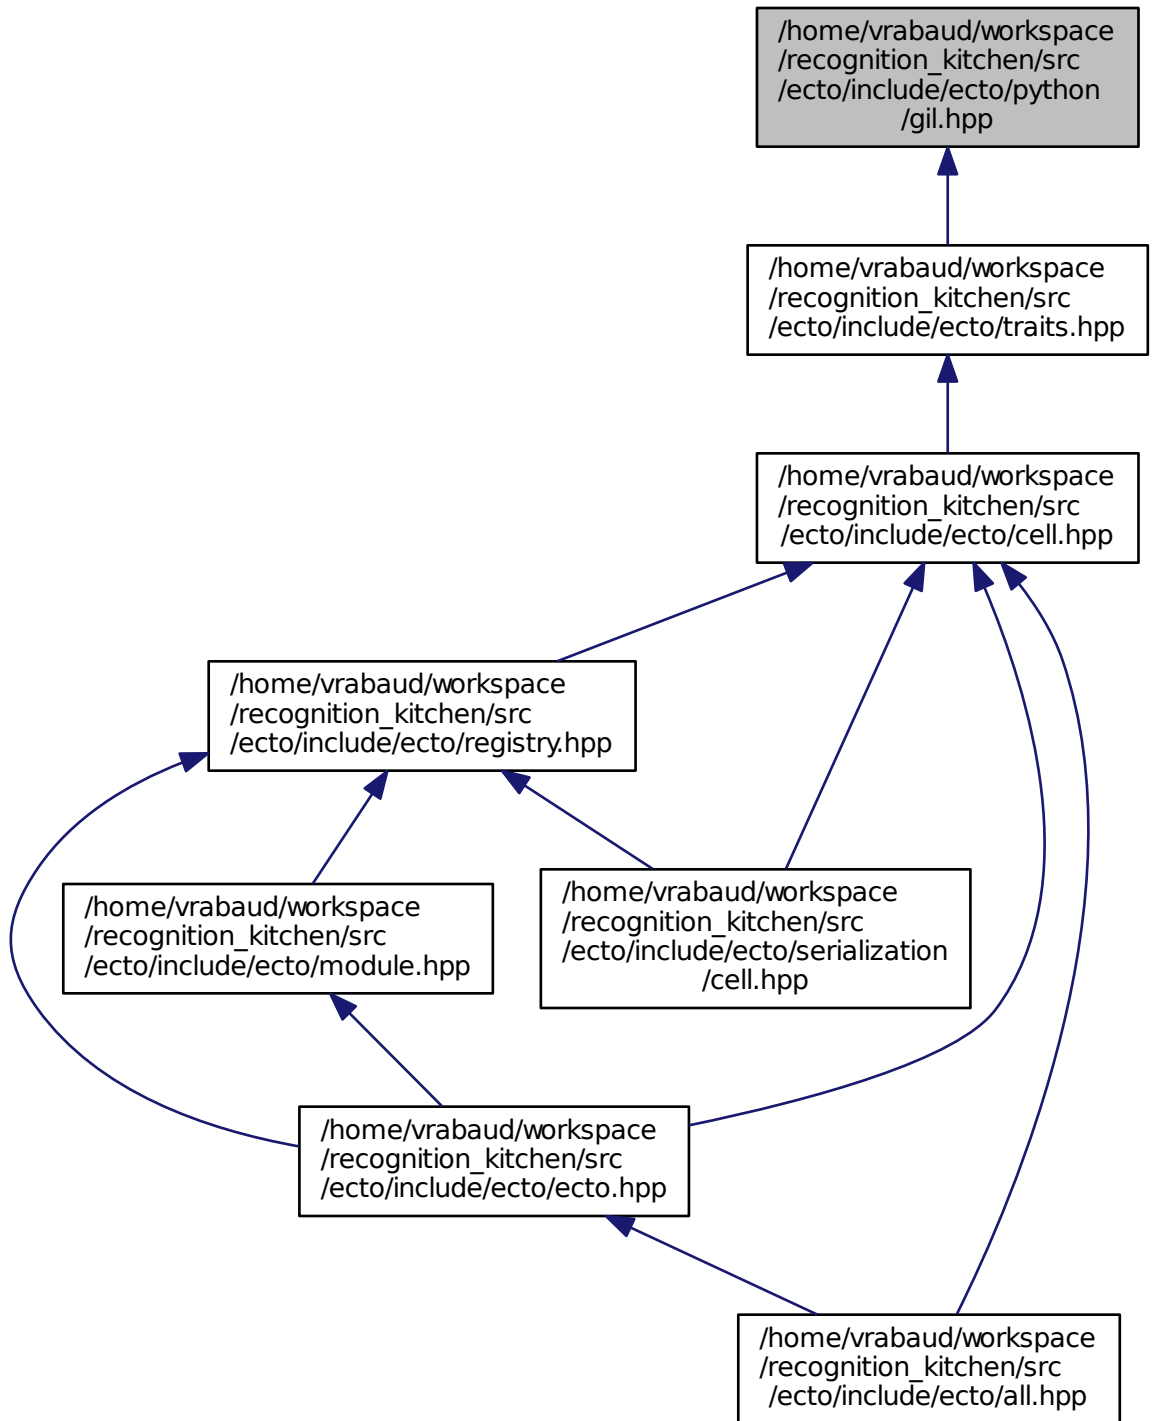 /home/vrabaud/workspace
/recognition_kitchen/src
/ecto/include/ecto/python
/gil.hpp
/home/vrabaud/workspace
/recognition_kitchen/src
/ecto/include/ecto/traits.hpp
/home/vrabaud/workspace
/recognition_kitchen/src
/ecto/include/ecto/cell.hpp
/home/vrabaud/workspace
/recognition_kitchen/src
/ecto/include/ecto/registry.hpp
/home/vrabaud/workspace
/recognition_kitchen/src
/ecto/include/ecto/module.hpp
/home/vrabaud/workspace
/recognition_kitchen/src
/ecto/include/ecto/serialization
/cell.hpp
/home/vrabaud/workspace
/recognition_kitchen/src
/ecto/include/ecto/ecto.hpp
/home/vrabaud/workspace
/recognition_kitchen/src
/ecto/include/ecto/all.hpp